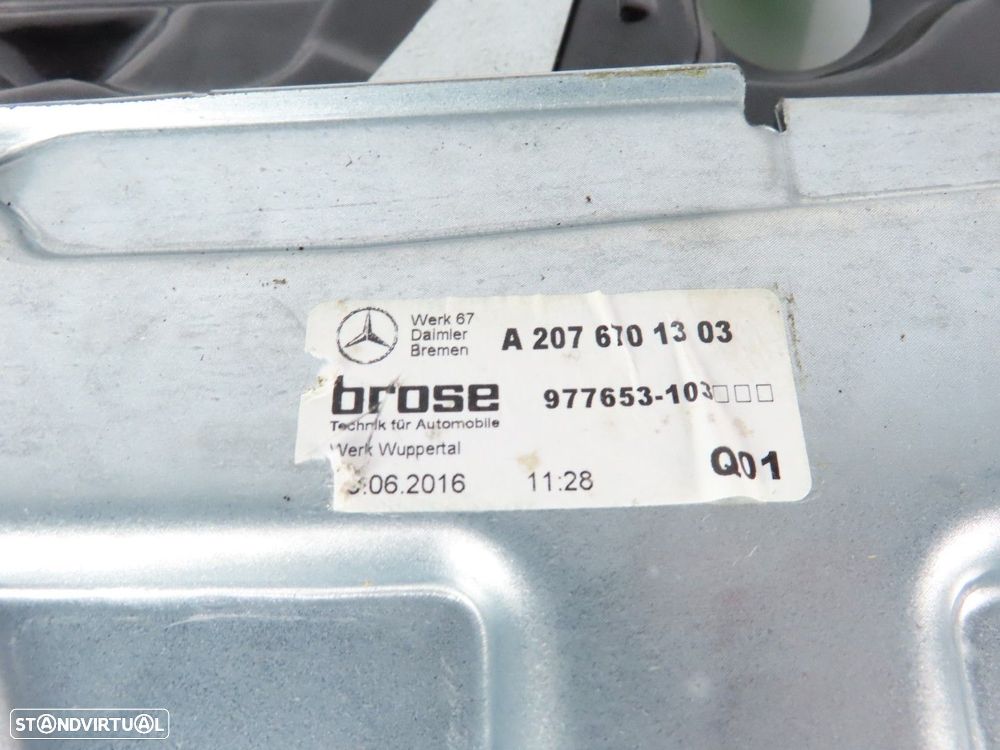 Werk 67
Daimler
Bremen
A 207 670 13 03
brose
977653-103□□□
Technik für Automobile
Werk Wuppertal
.06.2016 11:28
Q01
STANDVIRTUAL